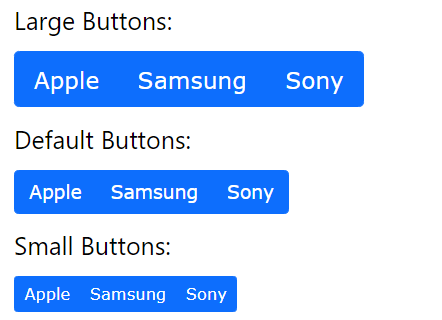 Large Buttons:
Apple Samsung Sony
Default Buttons:
Apple Samsung Sony
Small Buttons:
Apple Samsung Sony